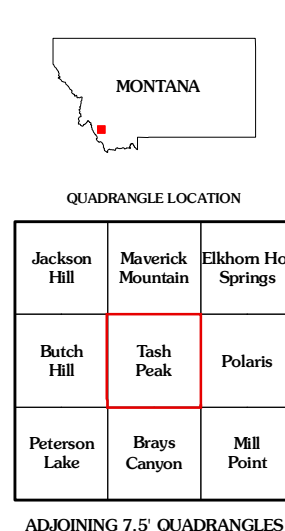 MONTANA
QUADRANGLE LOCATION
Jackson
Hill
Maverick
Mountain
Elkhorn Ho
Springs
Butch
Hill
Tash
Peak
Polaris
Peterson
Lake
Brays
Canyon
Mill
Point
ADJOINING 7.5' QUADRANGLES